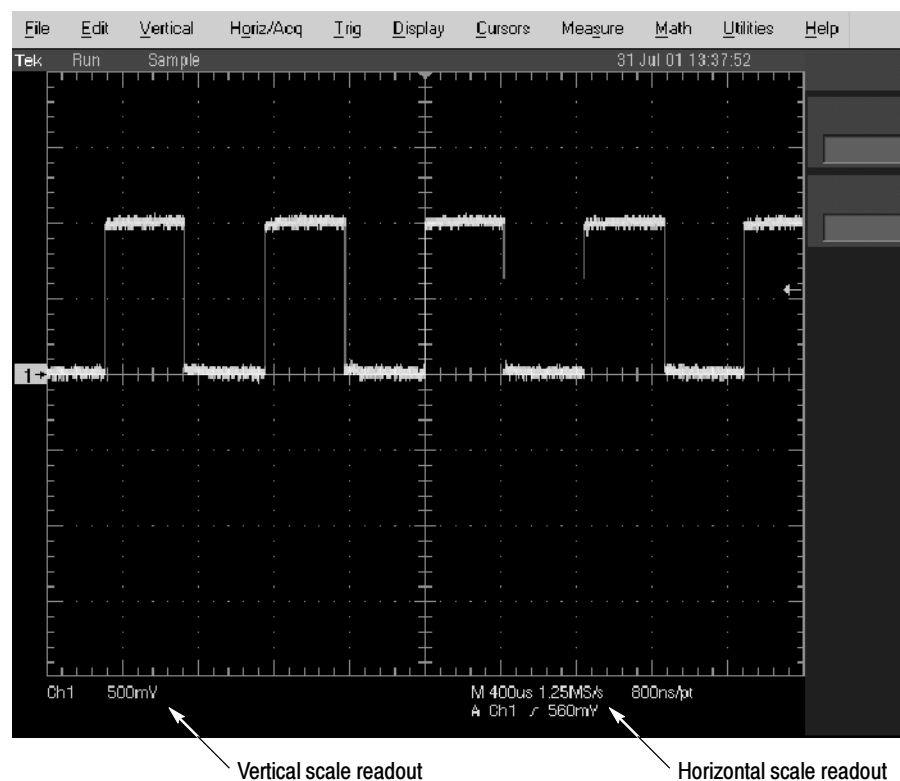 File Edit Vertical Horiz/Acq Trig Display Cursors Measure Math Utilities Help
Tek Run Sample 31 Jul 01 13:37:52
1
Ch1 500mV M 400us 1.25MS/s 800ns/pt
A Ch1 560mV
Vertical scale readout Horizontal scale readout